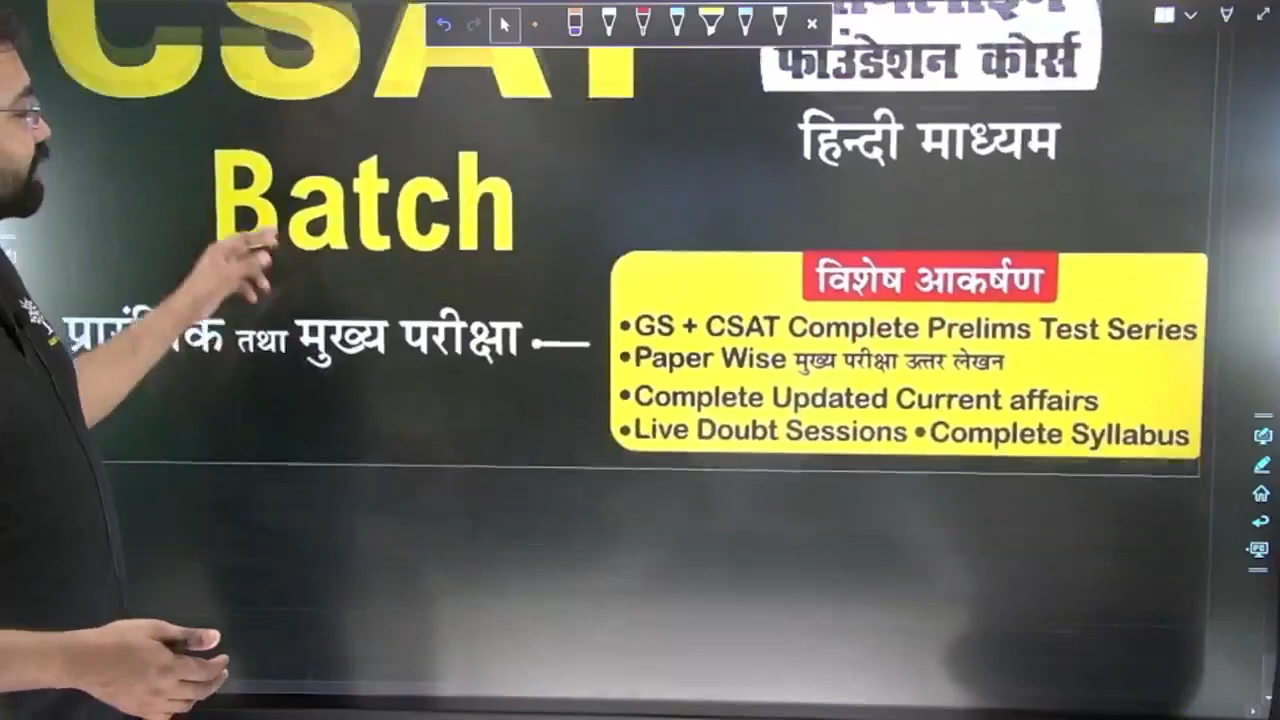 CSAT
फाउंडेशन कोर्स
हिन्दी माध्यम
Batch
विशेष आकर्षण
तथा मुख्य परीक्षा
•GS + CSAT Complete Prelims Test Series
•Paper Wise मुख्य परीक्षा उत्तर लेखन
•Complete Updated Current affairs
•Live Doubt Sessions •Complete Syllabus